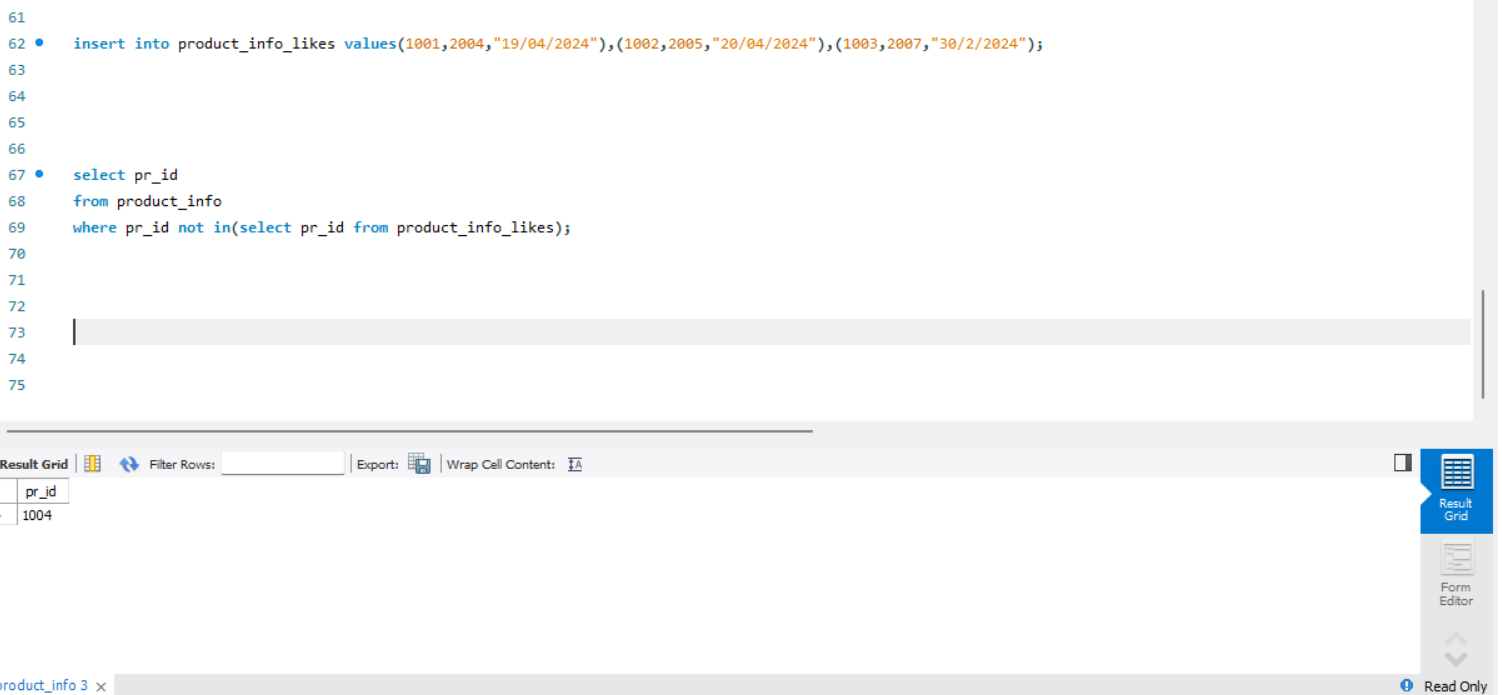 61
62 insert into product_info_likes values(1001,2004,"19/04/2024"),(1002,2005,"20/04/2024"),(1003,2007,"30/2/2024");
63
64
65
66
67 select pr_id
68 from product_info
69 where pr_id not in(select pr_id from product_info_likes);
70
71
72
73
74
75
Result Grid Filter Rows: Export: Wrap Cell Content:
pr_id
1004
Result
Grid
Form
Editor
product_info 3
Read Only